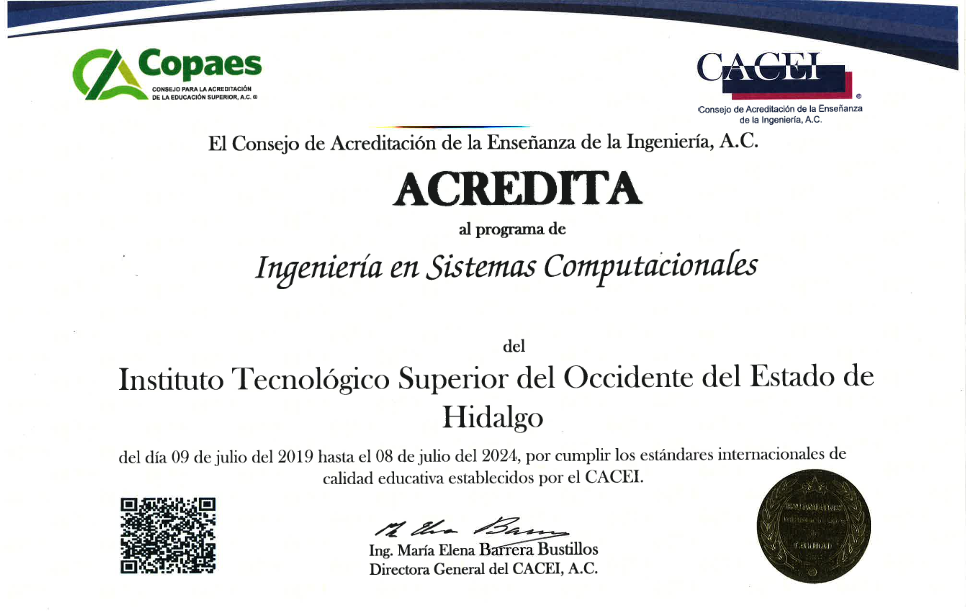 Copaes
CONSEJO PARA LA ACREDITACIÓN
DE LA EDUCACIÓN SUPERIOR, A.C. ®
CACEI
®
Consejo de Acreditación de la Enseñanza
de la Ingeniería, A.C.
El Consejo de Acreditación de la Enseñanza de la Ingeniería, A.C.
ACREDITA
al programa de
Ingeniería en Sistemas Computacionales
del
Instituto Tecnológico Superior del Occidente del Estado de
Hidalgo
del día 09 de julio del 2019 hasta el 08 de julio del 2024, por cumplir los estándares internacionales de
calidad educativa establecidos por el CACEI.
Ing. María Elena Barrera Bustillos
Directora General del CACEI, A.C.